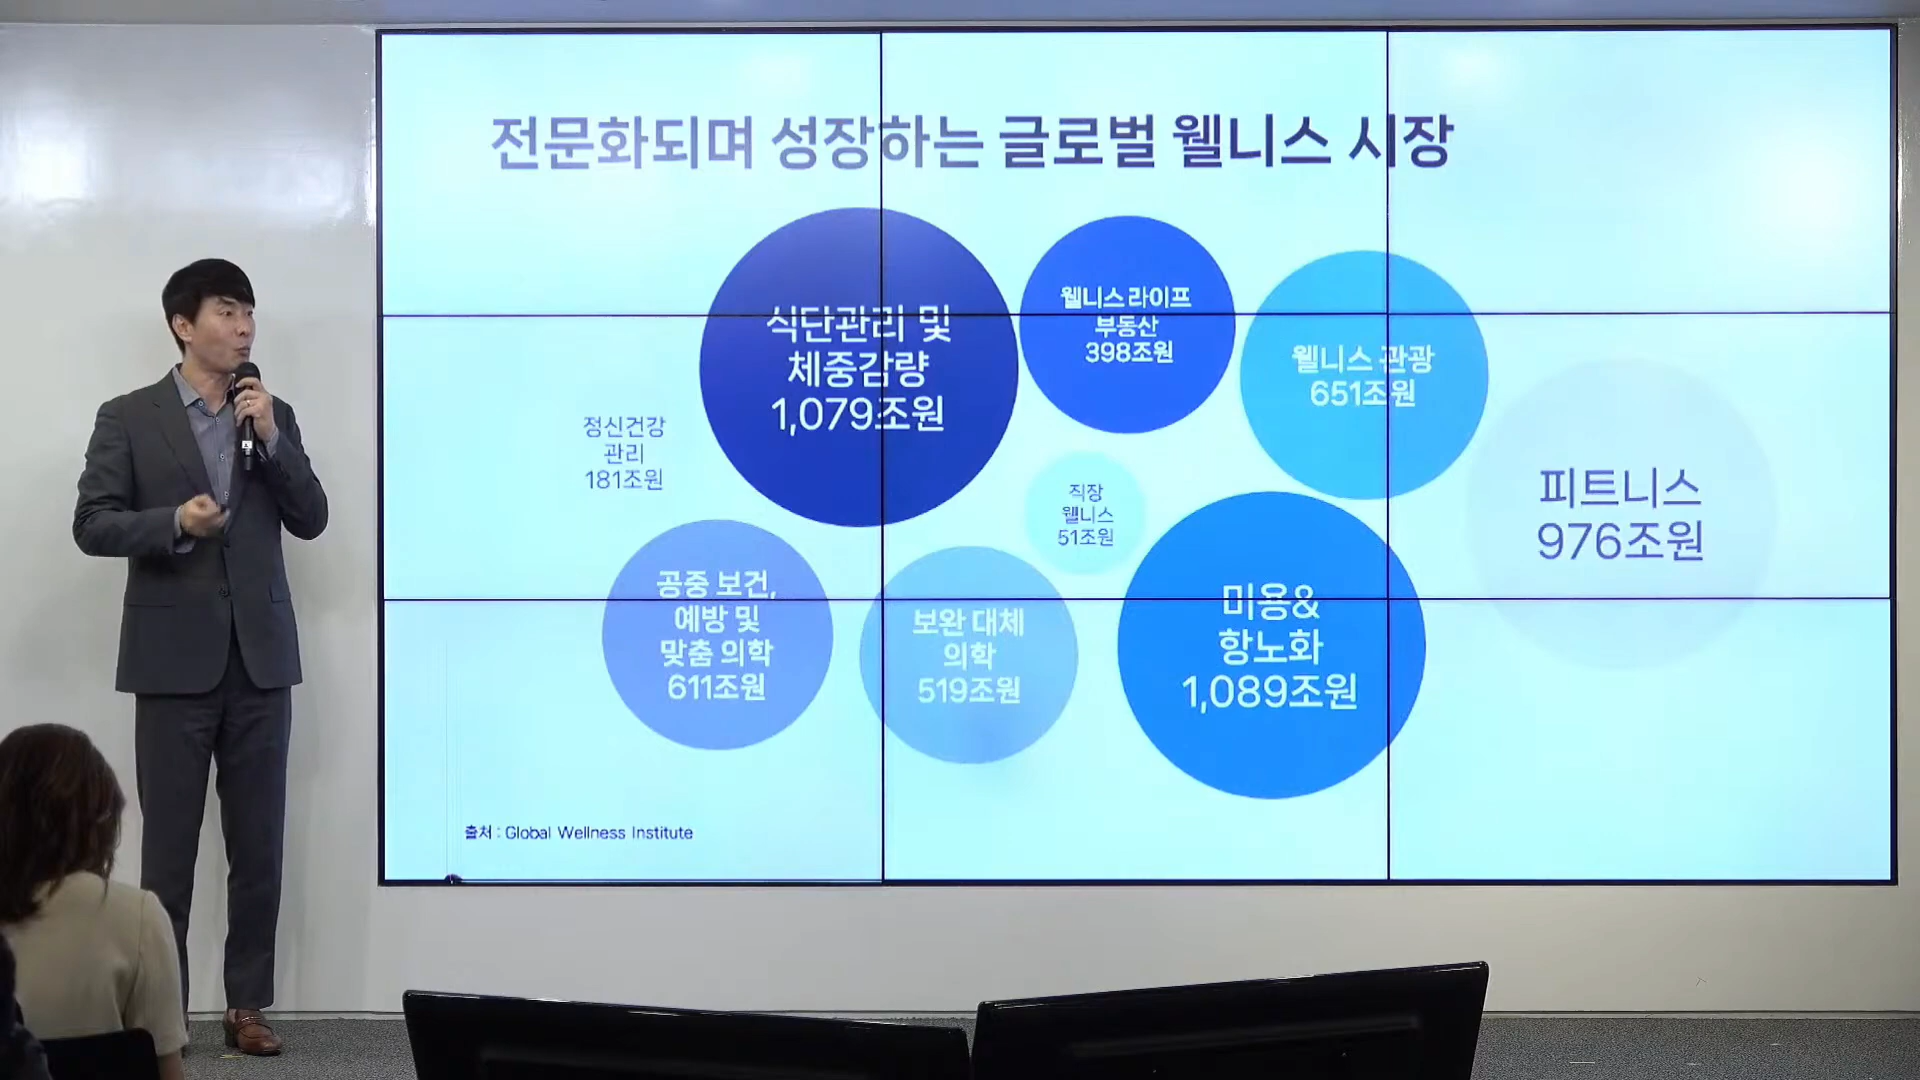 전문화되며 성장하는 글로벌 웰니스 시장
식단관리 및
체중감량
1,079조원
웰니스 라이프
부동산
398조원
웰니스 관광
651조원
정신건강
관리
181조원
직장
웰니스
51조원
피트니스
976조원
공중 보건,
예방 및
맞춤 의학
611조원
보완 대체
의학
519조원
미용&
항노화
1,089조원
출처 : Global Wellness Institute